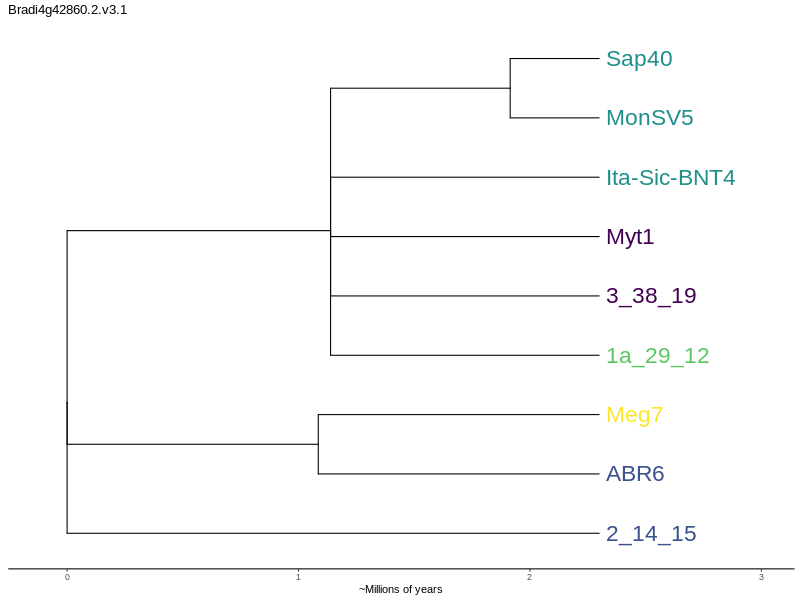 Bradi4g42860.2.v3.1
Sap40
MonSV5
Ita-Sic-BNT4
Myt1
3_38_19
1a_29_12
Meg7
ABR6
2_14_15
0 1 2 3
~Millions of years